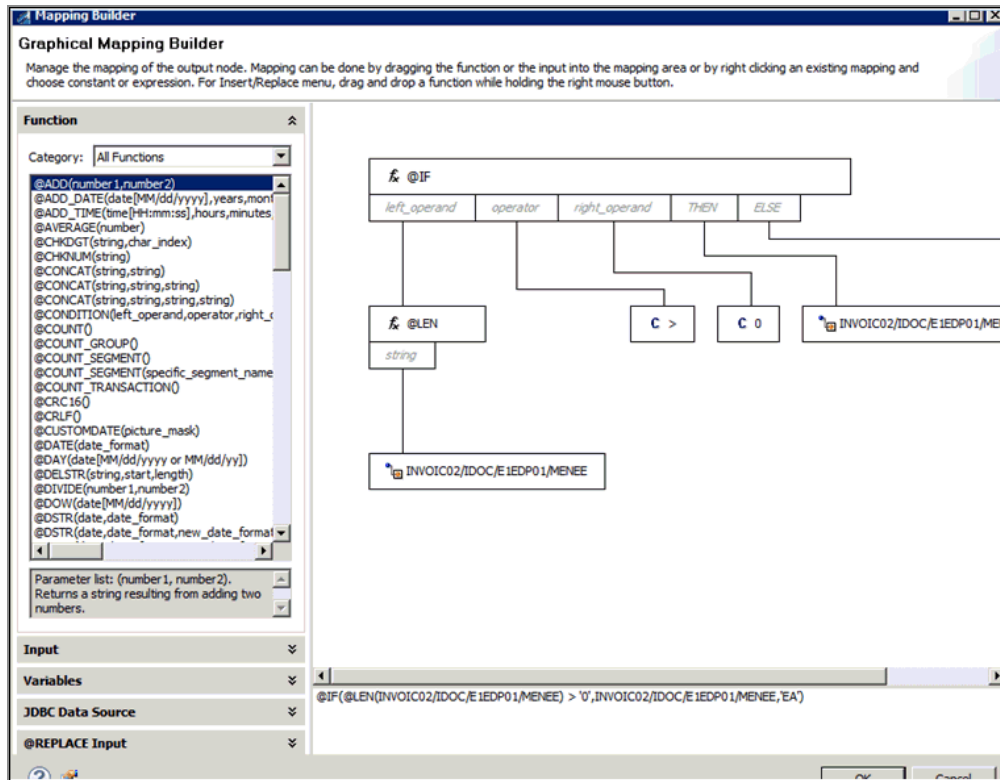 Mapping Builder
Graphical Mapping Builder
Manage the mapping of the output node. Mapping can be done by dragging the function or the input into the mapping area or by right clicking an existing mapping and
choose constant or expression. For Insert/Replace menu, drag and drop a function while holding the right mouse button.
Function
Category: All Functions
@ADD(number1,number2)
@ADD_DATE(date[MM/dd/yyyy],years,mont
@ADD_TIME(time[HH:mm:ss],hours,minutes,
@AVERAGE(number)
@CHKDGT(string,char_index)
@CHKNUM(string)
@CONCAT(string,string)
@CONCAT(string,string,string)
@CONCAT(string,string,string,string)
@CONDITION(left_operand,operator,right_o
@COUNT()
@COUNT_GROUP()
@COUNT_SEGMENT()
@COUNT_SEGMENT(specific_segment_name
@COUNT_TRANSACTION()
@CRC16()
@CRLF()
@CUSTOMDATE(picture_mask)
@DATE(date_format)
@DAY(date[MM/dd/yyyy or MM/dd/yy])
@DELSTR(string,start,length)
@DIVIDE(number1,number2)
@DOW(date[MM/dd/yyyy])
@DSTR(date,date_format)
@DSTR(date,date_format,new_date_format
Parameter list: (number1, number2).
Returns a string resulting from adding two
numbers.
Input
Variables
JDBC Data Source
@REPLACE Input
fx @IF
left_operand operator right_operand THEN ELSE
fx @LEN
string
C >
C 0
INVOIC02/IDOC/E1EDP01/MEN
INVOIC02/IDOC/E1EDP01/MENEE
@IF(@LEN(INVOIC02/IDOC/E1EDP01/MENEE) > '0',INVOIC02/IDOC/E1EDP01/MENEE,'EA')
OK Cancel